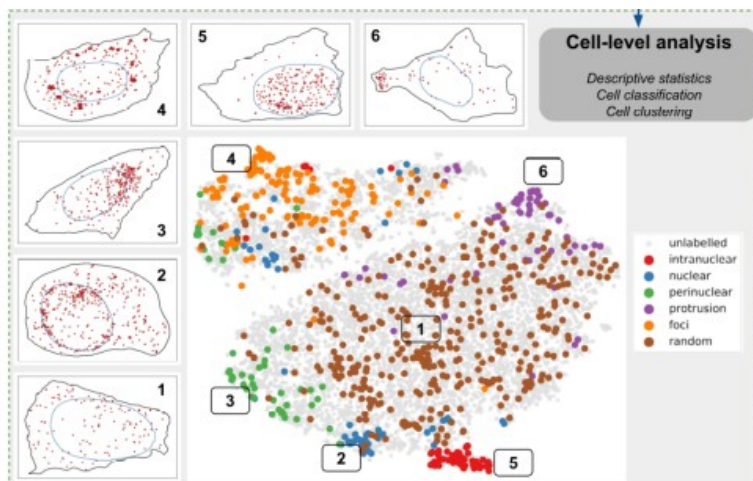 4
5
6
Cell-level analysis
Descriptive statistics
Cell classification
Cell clustering
3
2
1
4
6
1
3
2
5
unlabelled
intranuclear
nuclear
perinuclear
protrusion
foci
random